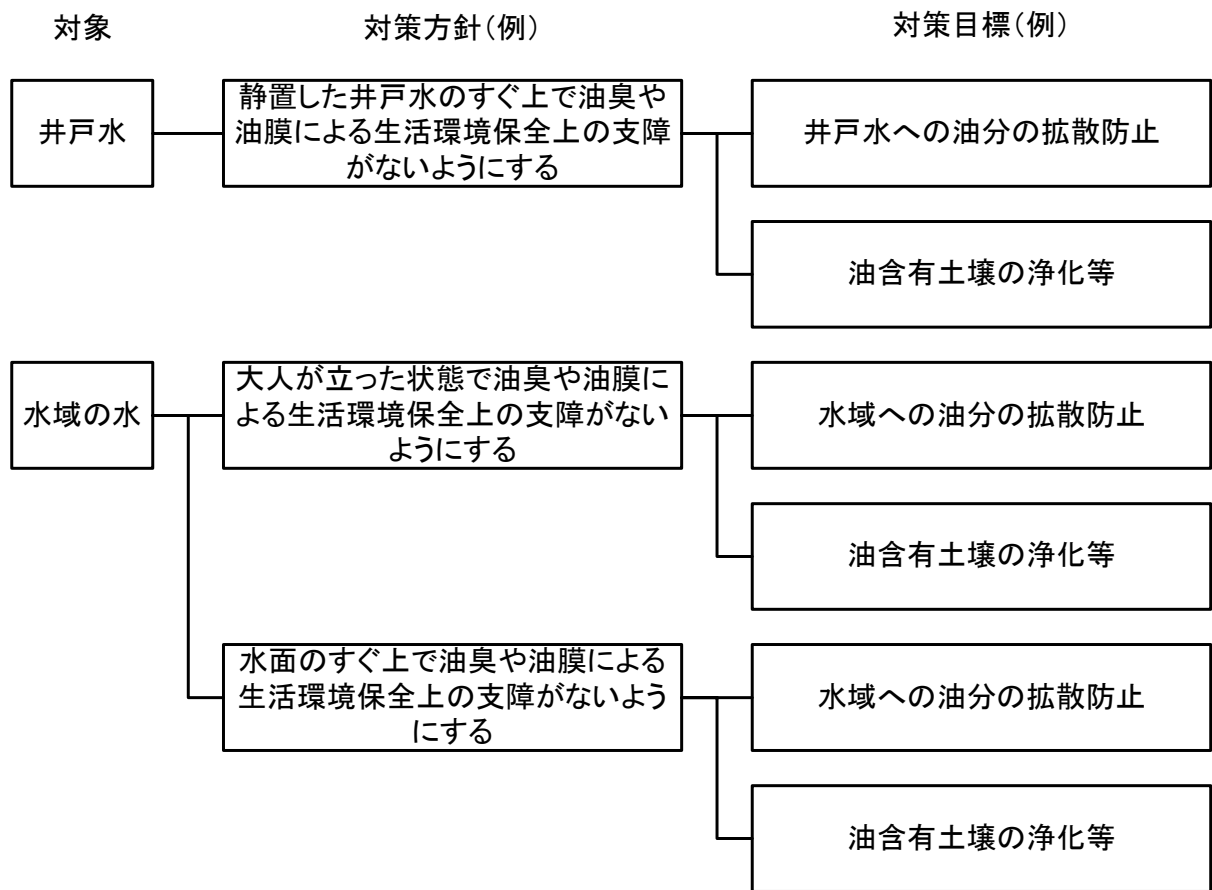 対象
対策方針（例）
対策目標（例）
井戸水
静置した井戸水のすぐ上で油臭や
油膜による生活環境保全上の支障
がないようにする
井戸水への油分の拡散防止
油含有土壌の浄化等
水域の水
大人が立った状態で油臭や油膜に
よる生活環境保全上の支障がない
ようにする
水域への油分の拡散防止
油含有土壌の浄化等
水面のすぐ上で油臭や油膜による
生活環境保全上の支障がないよう
にする
水域への油分の拡散防止
油含有土壌の浄化等